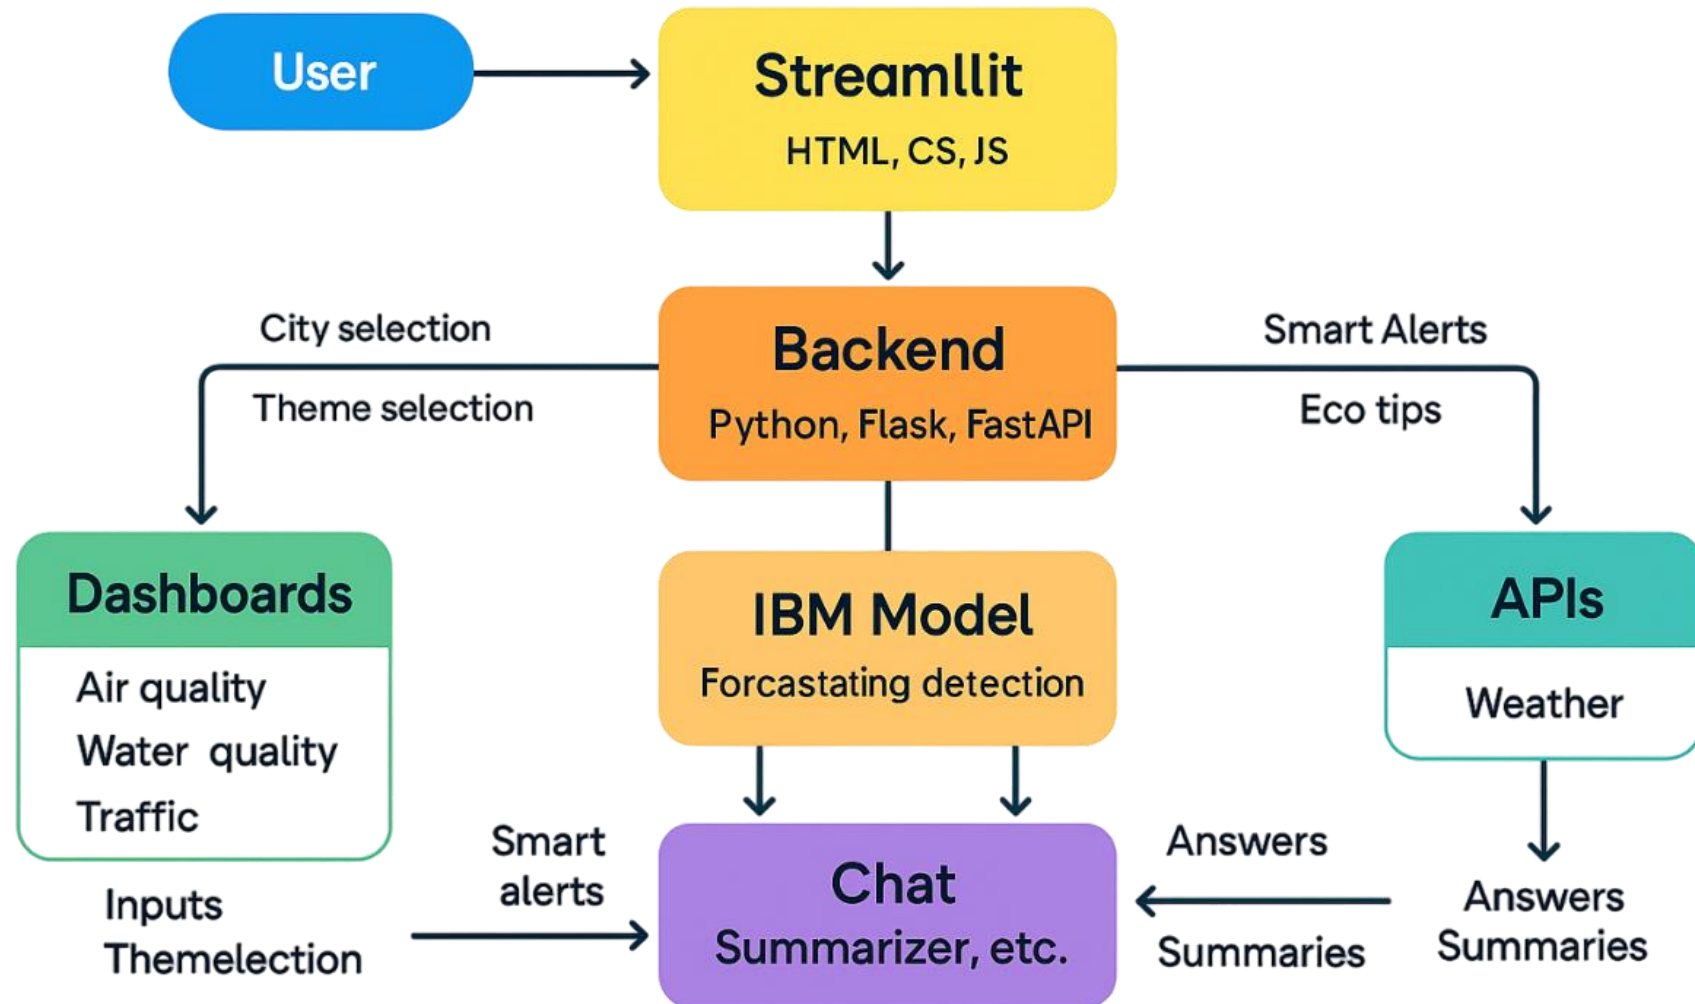 User
Streamllit
HTML, CS, JS
City selection
Theme selection
Backend
Python, Flask, FastAPI
Smart Alerts
Eco tips
Dashboards
Air quality
Water quality
Traffic
IBM Model
Forcastating detection
APIs
Weather
Inputs
Themelection
Smart
alerts
Chat
Summarizer, etc.
Answers
Summaries
Answers
Summaries